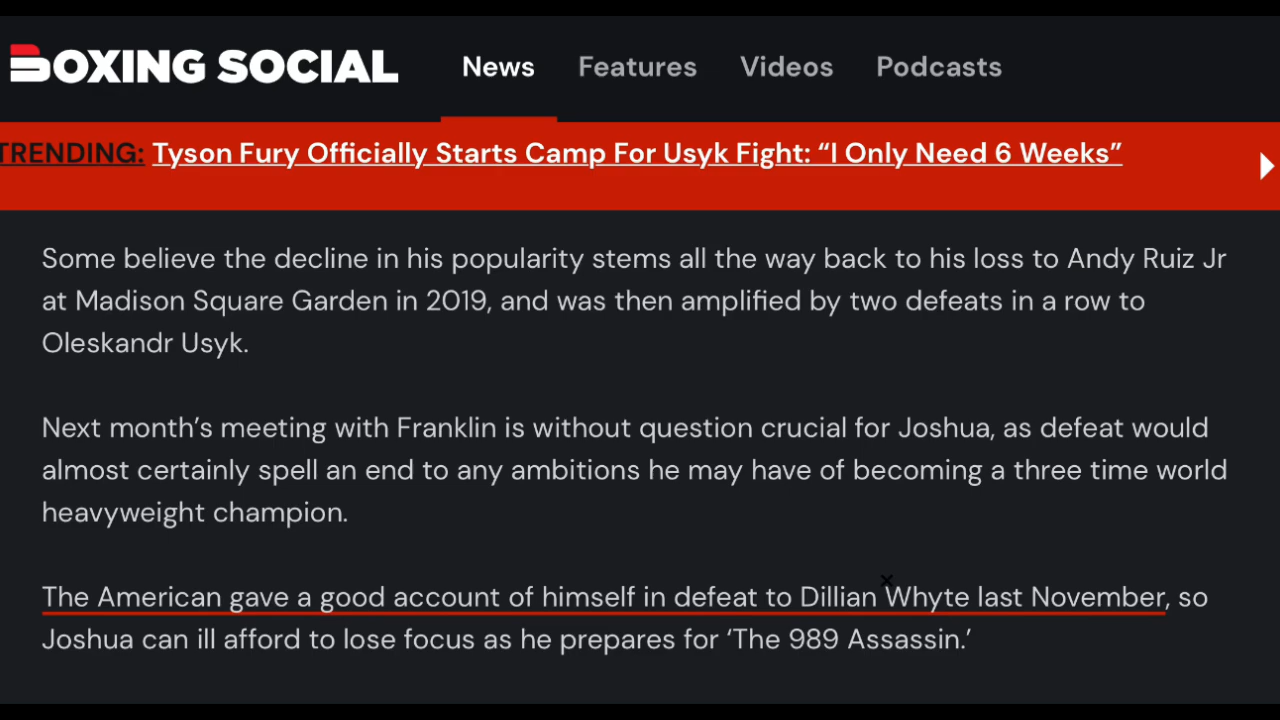 BOXING SOCIAL News Features Videos Podcasts
TRENDING: Tyson Fury Officially Starts Camp For Usyk Fight: “I Only Need 6 Weeks”
Some believe the decline in his popularity stems all the way back to his loss to Andy Ruiz Jr
at Madison Square Garden in 2019, and was then amplified by two defeats in a row to
Oleskandr Usyk.
Next month’s meeting with Franklin is without question crucial for Joshua, as defeat would
almost certainly spell an end to any ambitions he may have of becoming a three time world
heavyweight champion.
The American gave a good account of himself in defeat to Dillian Whyte last November, so
Joshua can ill afford to lose focus as he prepares for ‘The 989 Assassin.’